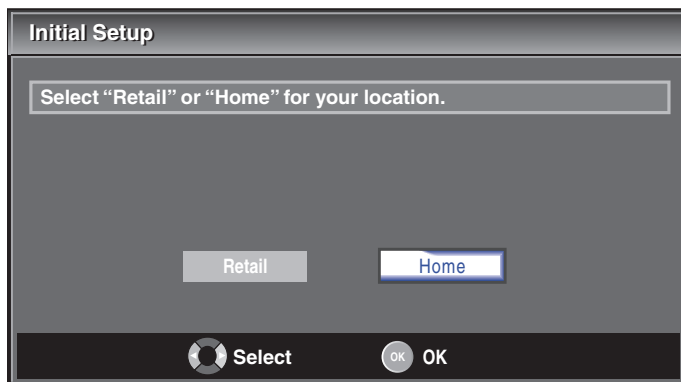 Initial Setup
Select “Retail” or “Home” for your location.
Retail Home
Select OK OK